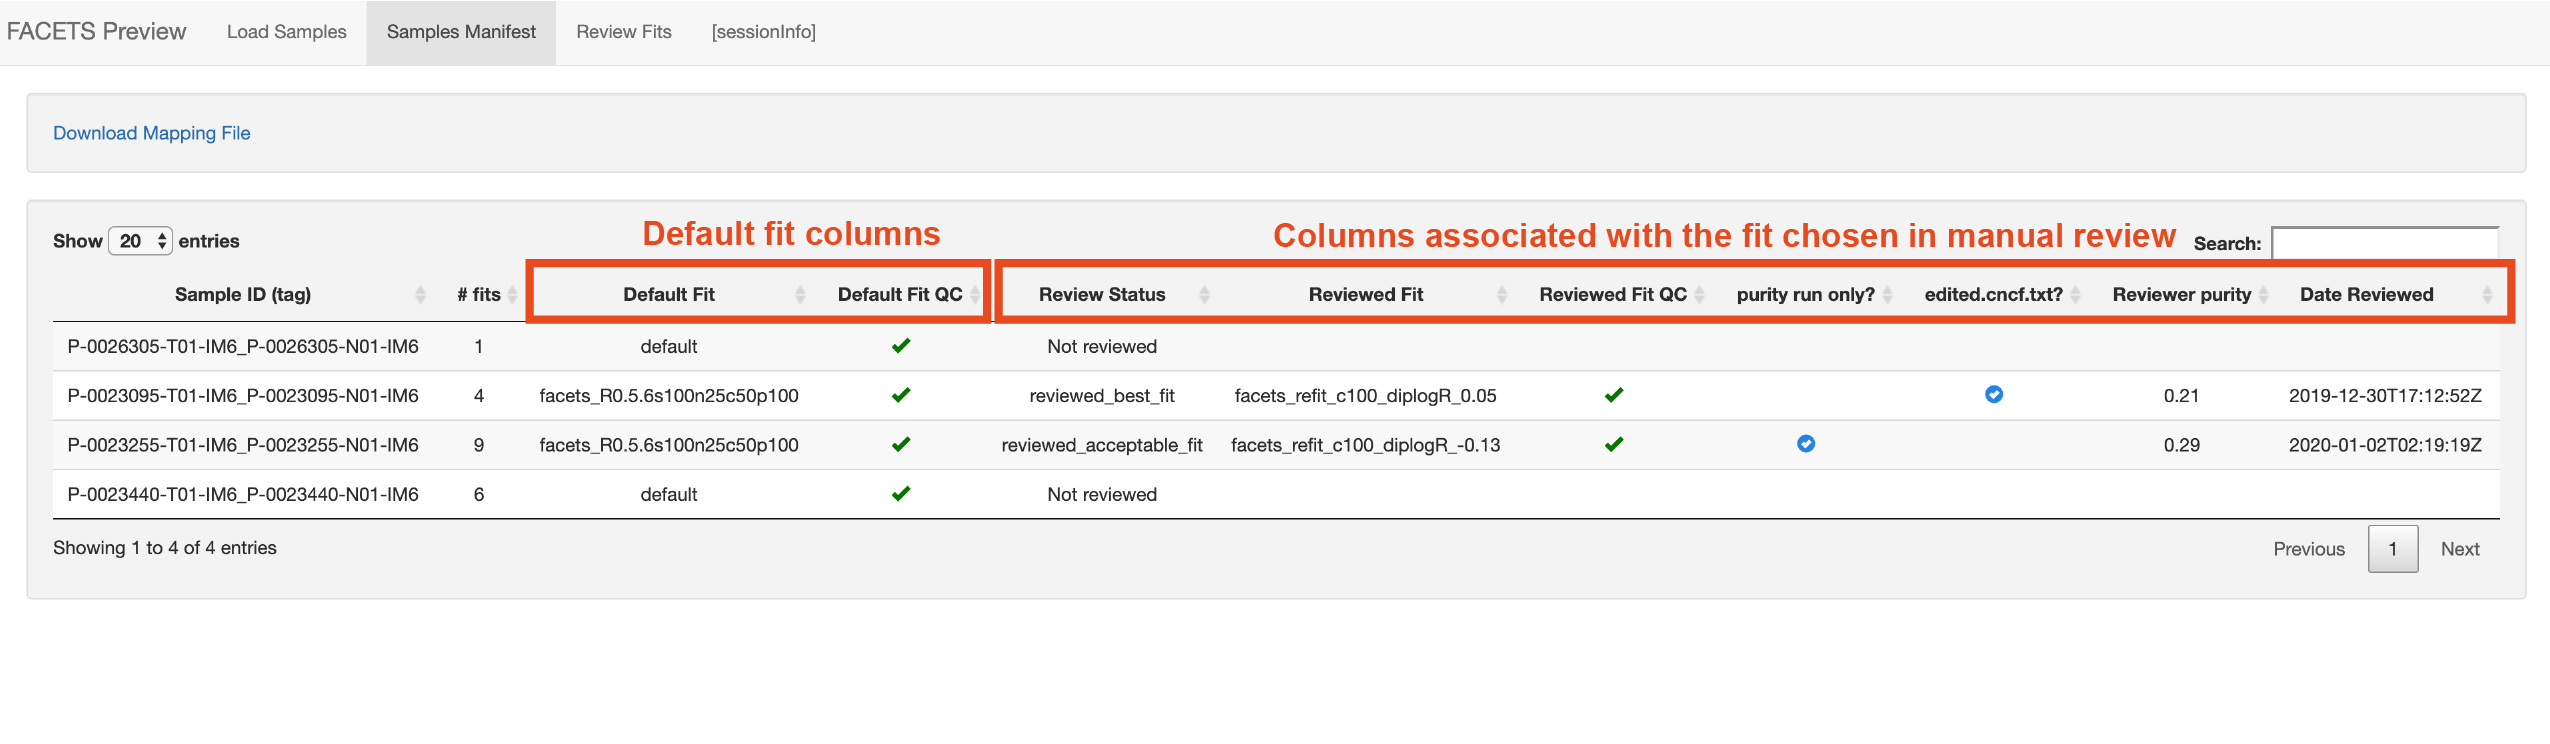 FACETS Preview Load Samples Samples Manifest Review Fits [sessionInfo]
Download Mapping File
Default fit columns Columns associated with the fit chosen in manual review
Show 20 entries Search:
Sample ID (tag) # fits Default Fit Default Fit QC Review Status Reviewed Fit Reviewed Fit QC purity run only? edited.cncf.txt? Reviewer purity Date Reviewed
P-0026305-T01-IM6_P-0026305-N01-IM6 1 default Not reviewed
P-0023095-T01-IM6_P-0023095-N01-IM6 4 facets_R0.5.6s100n25c50p100 reviewed_best_fit facets_refit_c100_diplogR_0.05 0.21 2019-12-30T17:12:52Z
P-0023255-T01-IM6_P-0023255-N01-IM6 9 facets_R0.5.6s100n25c50p100 reviewed_acceptable_fit facets_refit_c100_diplogR_-0.13 0.29 2020-01-02T02:19:19Z
P-0023440-T01-IM6_P-0023440-N01-IM6 6 default Not reviewed
Showing 1 to 4 of 4 entries Previous 1 Next